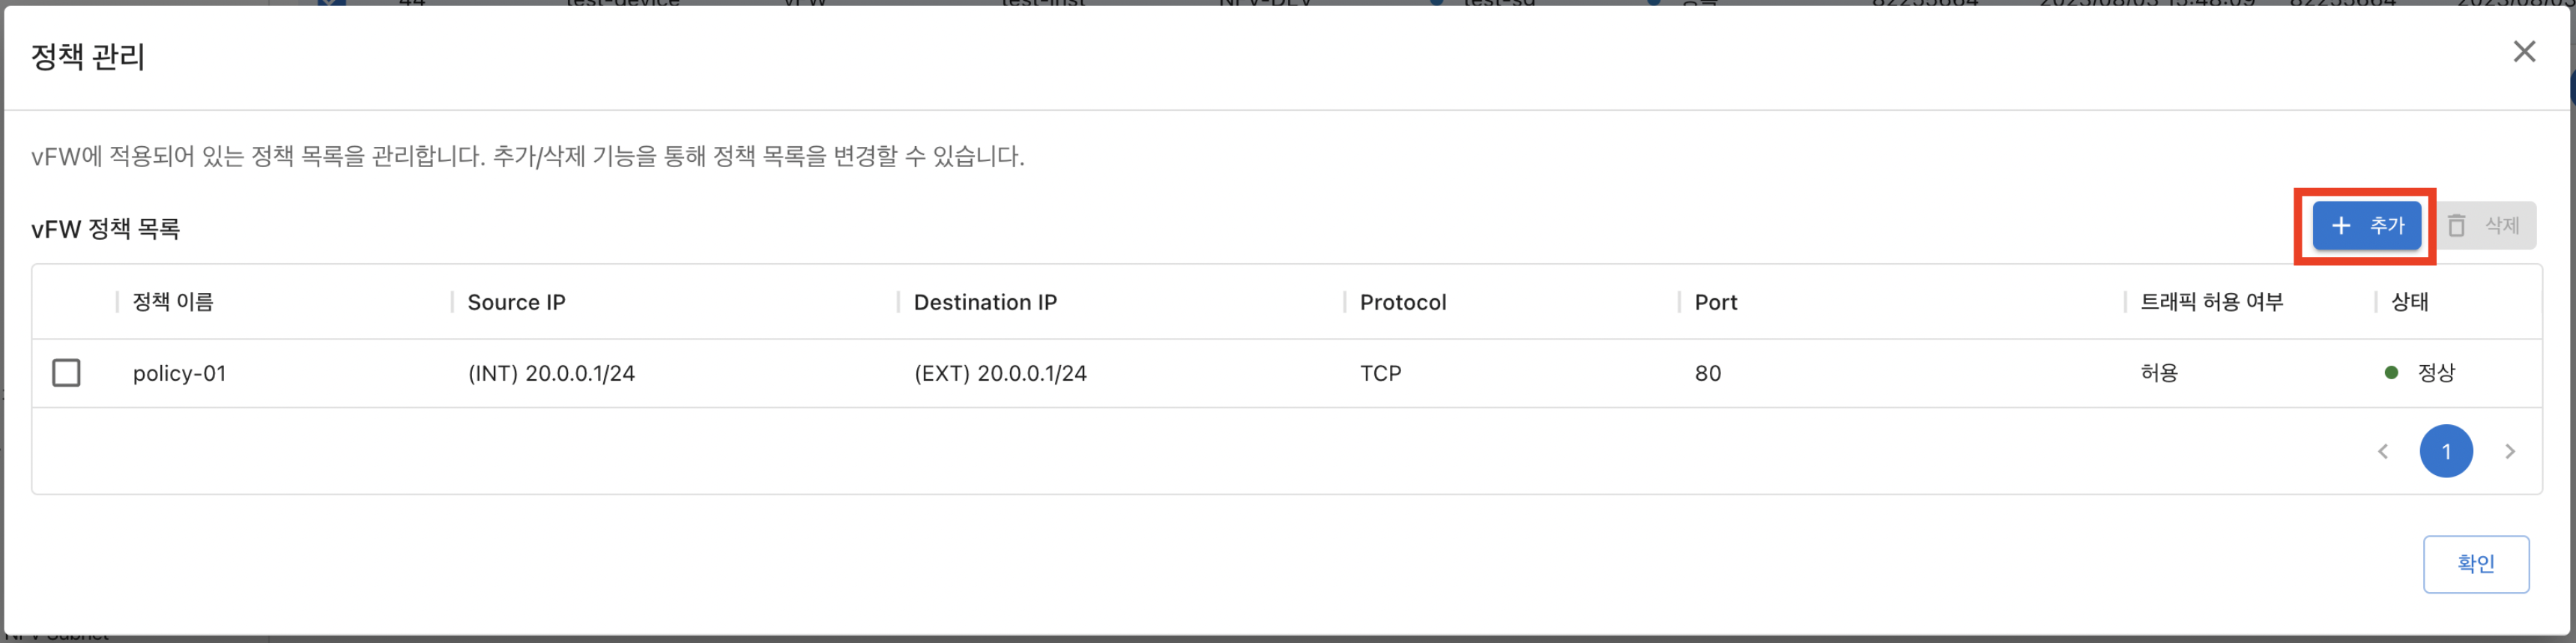 정책 관리
vFW에 적용되어 있는 정책 목록을 관리합니다. 추가/삭제 기능을 통해 정책 목록을 변경할 수 있습니다.
vFW 정책 목록
추가 삭제
정책 이름 Source IP Destination IP Protocol Port 트래픽 허용 여부 상태
policy-01 (INT) 20.0.0.1/24 (EXT) 20.0.0.1/24 TCP 80 허용 정상
1
확인